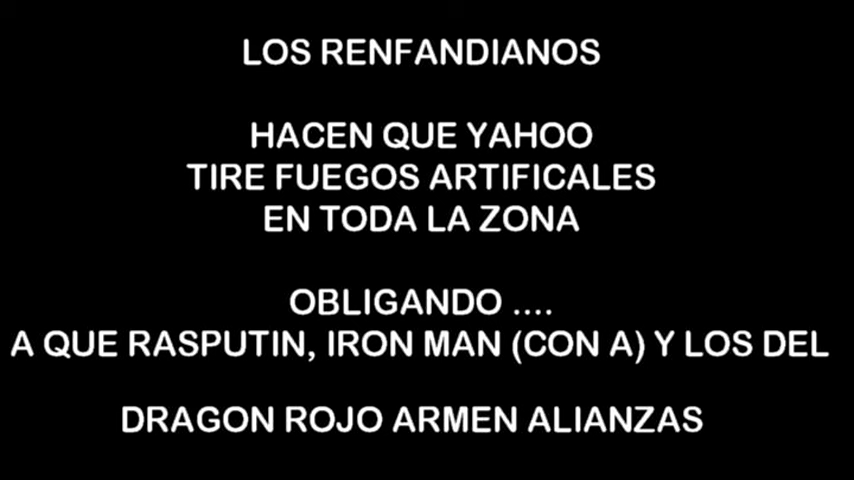 LOS RENFANDIANOS
HACEN QUE YAHOO
TIRE FUEGOS ARTIFICALES
EN TODA LA ZONA
OBLIGANDO ....
A QUE RASPUTIN, IRON MAN (CON A) Y LOS DEL
DRAGON ROJO ARMEN ALIANZAS